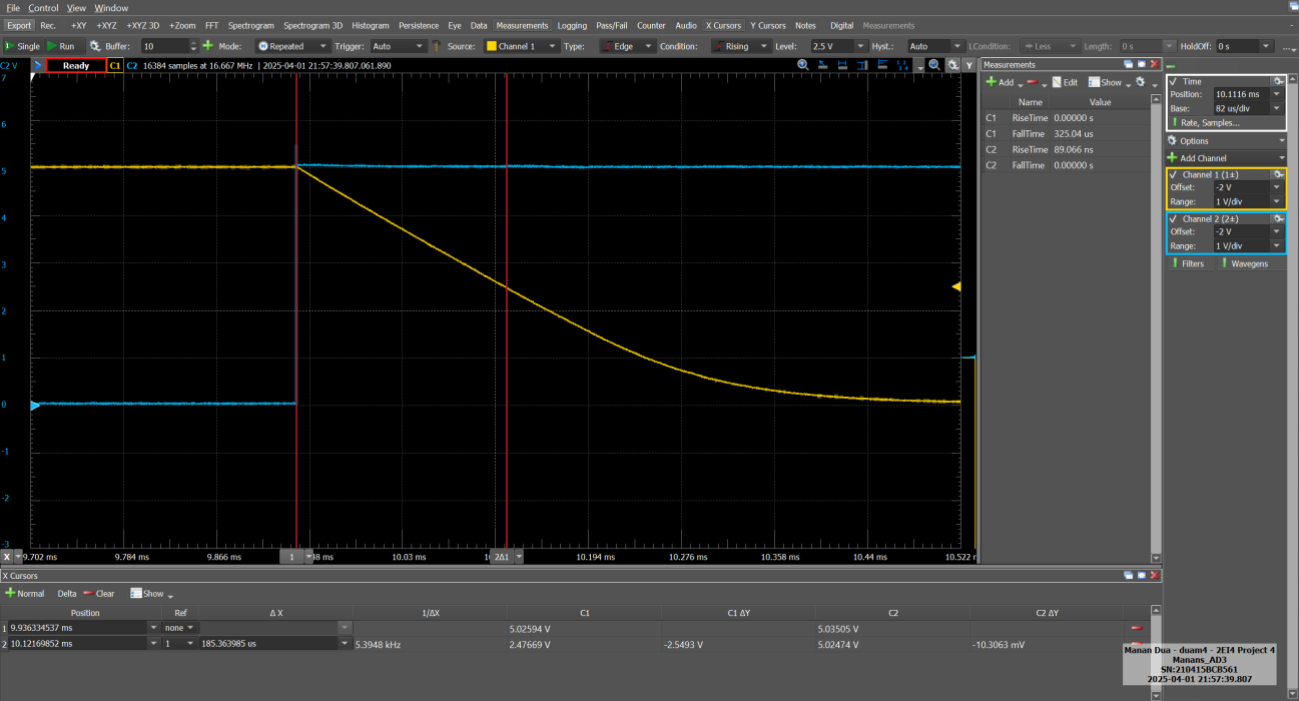 File Control View Window
Export Rec. +XY +XYZ +XYZ 3D +Zoom FFT Spectrogram Spectrogram 3D Histogram Persistence Eye Data Measurements Logging Pass/Fail Counter Audio X Cursors Y Cursors Notes Digital Measurements
Single Run Buffer: 10 Mode: Repeated Trigger: Auto Source: Channel 1 Type: Edge Condition: Rising Level: 2.5 V Hyst.: Auto LCondition: Less Length: 0 s HoldOff: 0 s ...
C2 V Ready C1 C2 16384 samples at 16.667 MHz | 2025-04-01 21:57:39.807.061.890 Y
7
6
5
4
3
2
1
0
-1
-2
-3
X 9.702 ms 9.784 ms 9.866 ms 1 10.03 ms 2Δ1 10.194 ms 10.276 ms 10.358 ms 10.44 ms 10.522
Measurements
Add Edit Show
Name Value
C1 RiseTime 0.00000 s
C1 FallTime 325.04 us
C2 RiseTime 89.066 ns
C2 FallTime 0.00000 s
Time
Position: 10.1116 ms
Base: 82 us/div
Rate, Samples...
Options
Add Channel
Channel 1 (1±)
Offset: -2 V
Range: 1 V/div
Channel 2 (2±)
Offset: -2 V
Range: 1 V/div
Filters Wavegens
X Cursors
Normal Delta Clear Show
Position Ref Δ X 1/ΔX C1 C1 ΔY C2 C2 ΔY
1 9.936334537 ms none 5.02594 V 5.03505 V
2 10.12169852 ms 1 185.363985 us 5.3948 kHz 2.47669 V -2.5493 V 5.02474 V -10.3063 mV
Manan Dua - duam4 - 2EI4 Project 4
Manans_AD3
SN:210415BCB561
2025-04-01 21:57:39.807